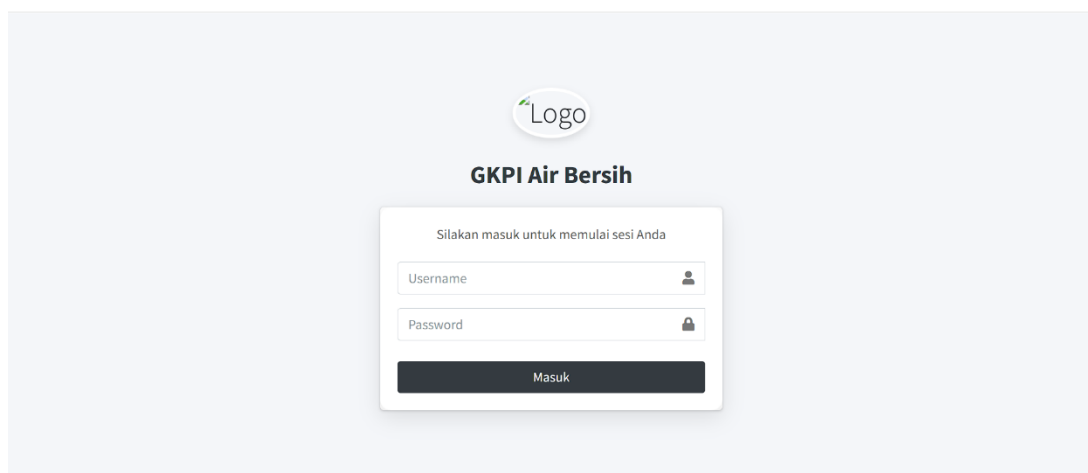 Logo
GKPI Air Bersih
Silakan masuk untuk memulai sesi Anda
Username
Password
Masuk